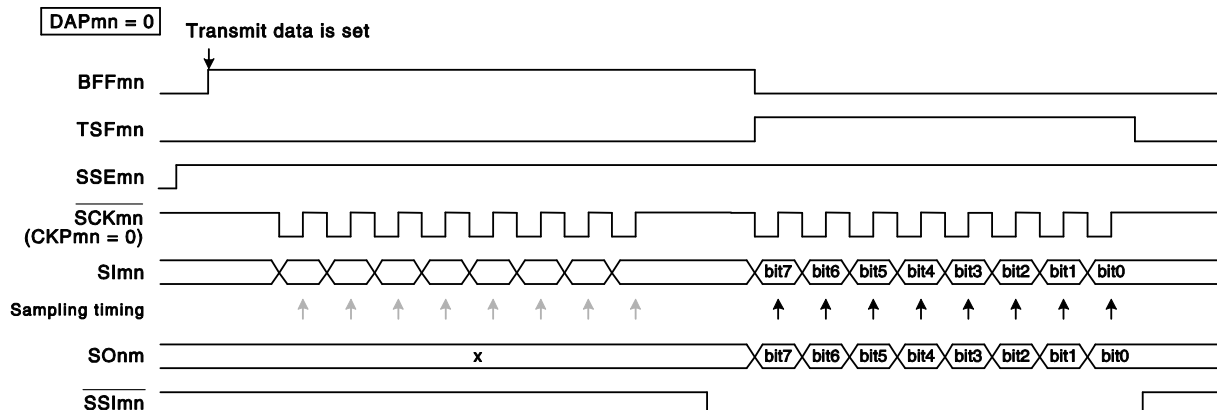 DAPmn = 0
Transmit data is set
BFFmn
TSFmn
SSEmn
SCKmn
(CKPmn = 0)
SImn
bit7 bit6 bit5 bit4 bit3 bit2 bit1 bit0
Sampling timing
SOnm
x
bit7 bit6 bit5 bit4 bit3 bit2 bit1 bit0
SSImn